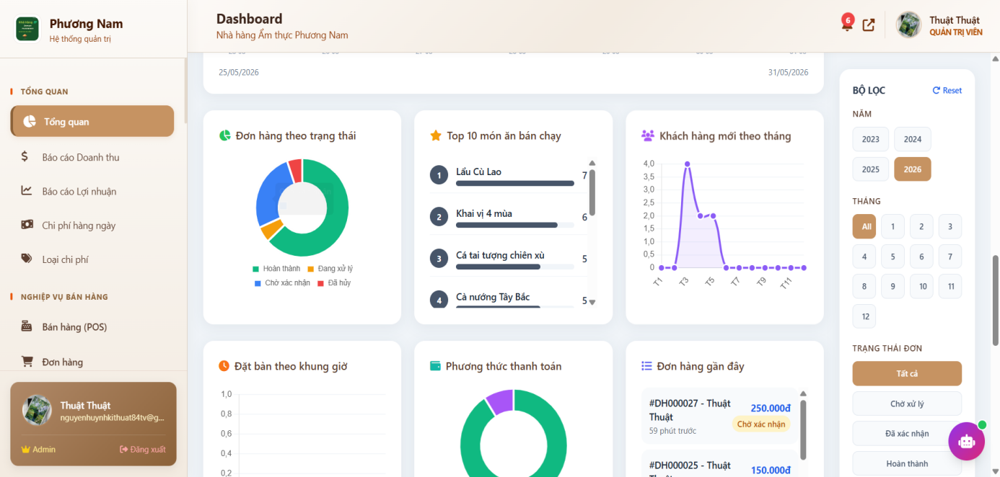 Phương Nam
Hệ thống quản trị
Dashboard
Nhà hàng Ẩm thực Phương Nam
6
Thuật Thuật
QUẢN TRỊ VIÊN
TỔNG QUAN
Tổng quan
Báo cáo Doanh thu
Báo cáo Lợi nhuận
Chi phí hàng ngày
Loại chi phí
NGHIỆP VỤ BÁN HÀNG
Bán hàng (POS)
Đơn hàng
Thuật Thuật
nguyenhuynhkithuat84tv@g...
Admin
Đăng xuất
25/05/2026
31/05/2026
Đơn hàng theo trạng thái
Hoàn thành
Đang xử lý
Chờ xác nhận
Đã hủy
Top 10 món ăn bán chạy
1
Lẩu Cù Lao
7
2
Khai vị 4 mùa
6
3
Cá tai tượng chiên xù
5
4
Cà nướng Tây Bắc
5
Khách hàng mới theo tháng
4,0
3,5
3,0
2,5
2,0
1,5
1,0
0,5
0
T1
T3
T5
T7
T9
T11
Đặt bàn theo khung giờ
1,0
0,8
0,6
0,4
0,2
Phương thức thanh toán
Đơn hàng gần đây
#DH000027 - Thuật
Thuật
250.000đ
Chờ xác nhận
59 phút trước
#DH000025 - Thuật
150.000đ
BỘ LỌC
Reset
NĂM
2023
2024
2025
2026
THÁNG
All
1
2
3
4
5
6
7
8
9
10
11
12
TRẠNG THÁI ĐƠN
Tất cả
Chờ xử lý
Đã xác nhận
Hoàn thành